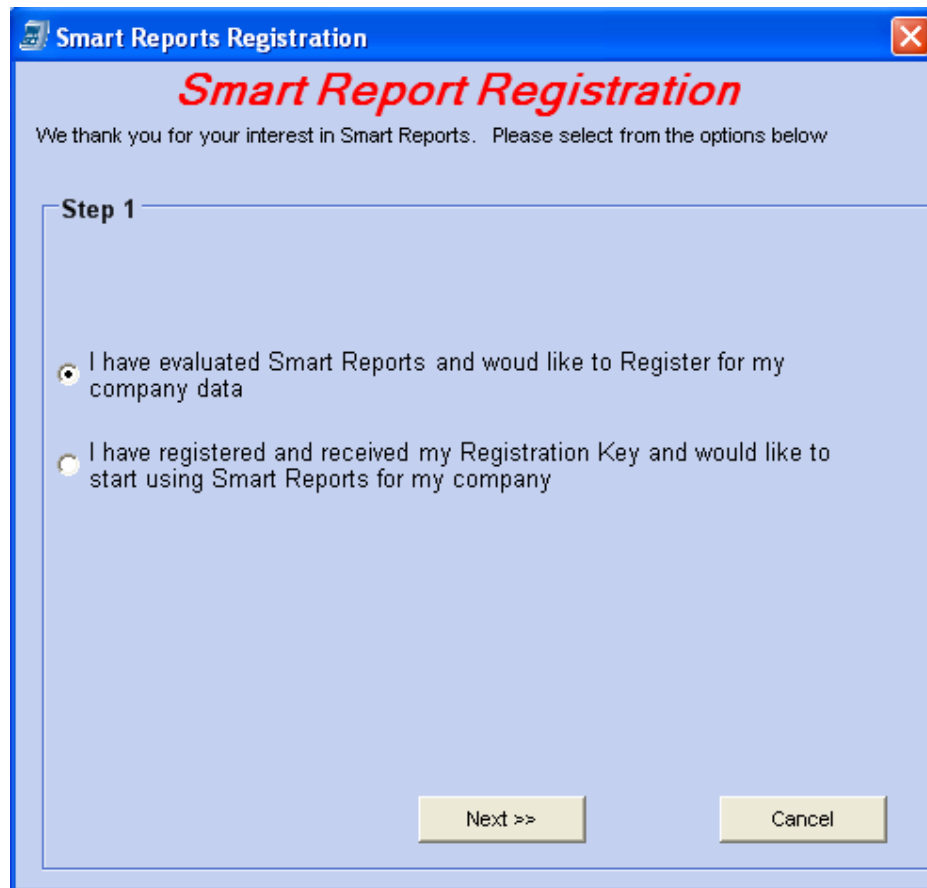 Smart Reports Registration
Smart Report Registration
We thank you for your interest in Smart Reports. Please select from the options below
Step 1
I have evaluated Smart Reports and woud like to Register for my
company data
I have registered and received my Registration Key and would like to
start using Smart Reports for my company
Next >>
Cancel